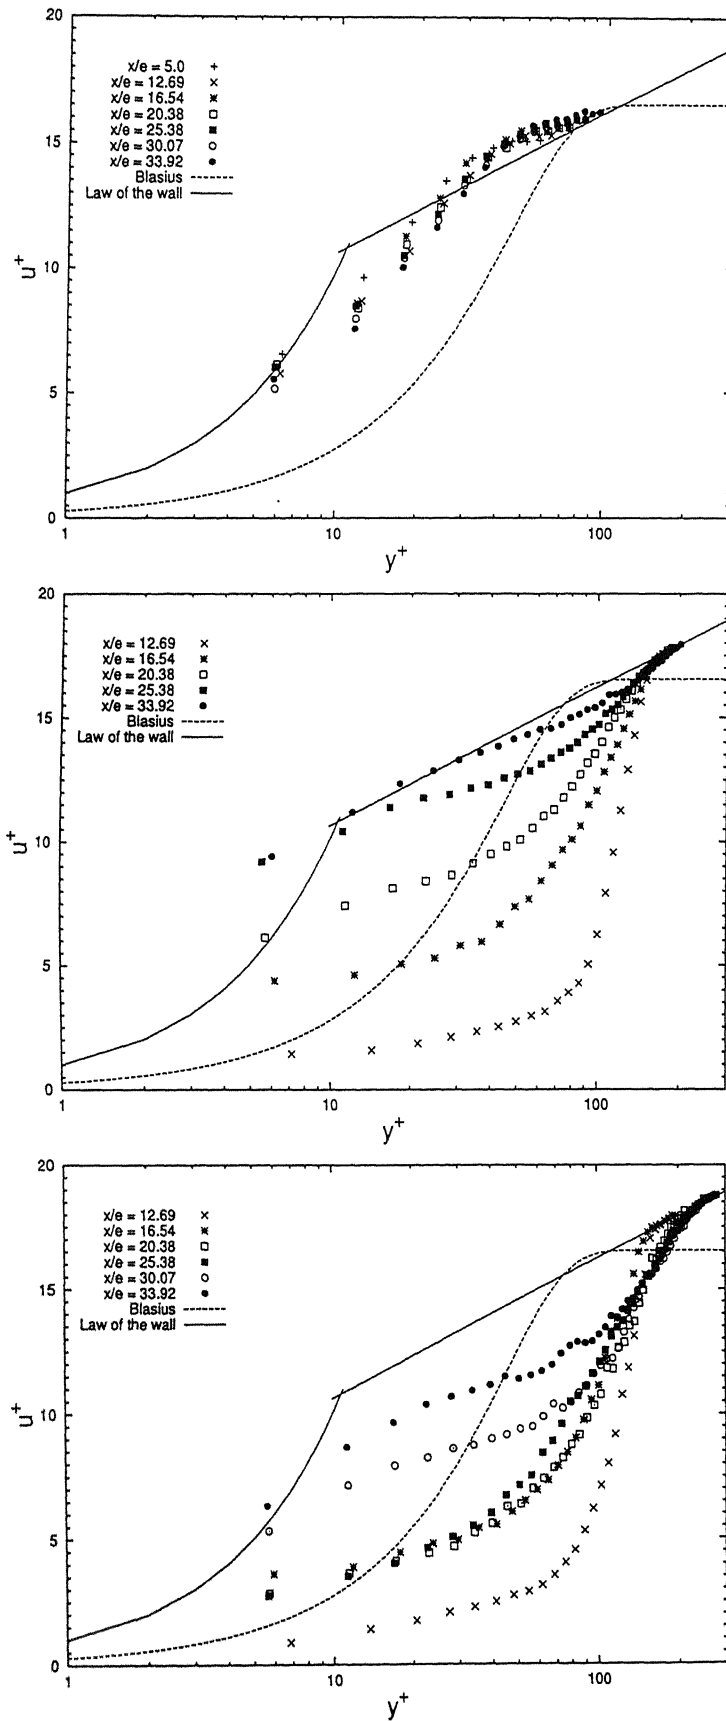 20
15
10
5
0
u+
x/e = 5.0
x/e = 12.69
x/e = 16.54
x/e = 20.38
x/e = 25.38
x/e = 30.07
x/e = 33.92
Blasius
Law of the wall
1
10
100
y+
20
15
10
5
0
u+
x/e = 12.69
x/e = 16.54
x/e = 20.38
x/e = 25.38
x/e = 33.92
Blasius
Law of the wall
1
10
100
y+
20
15
10
5
0
u+
x/e = 12.69
x/e = 16.54
x/e = 20.38
x/e = 25.38
x/e = 30.07
x/e = 33.92
Blasius
Law of the wall
1
10
100
y+